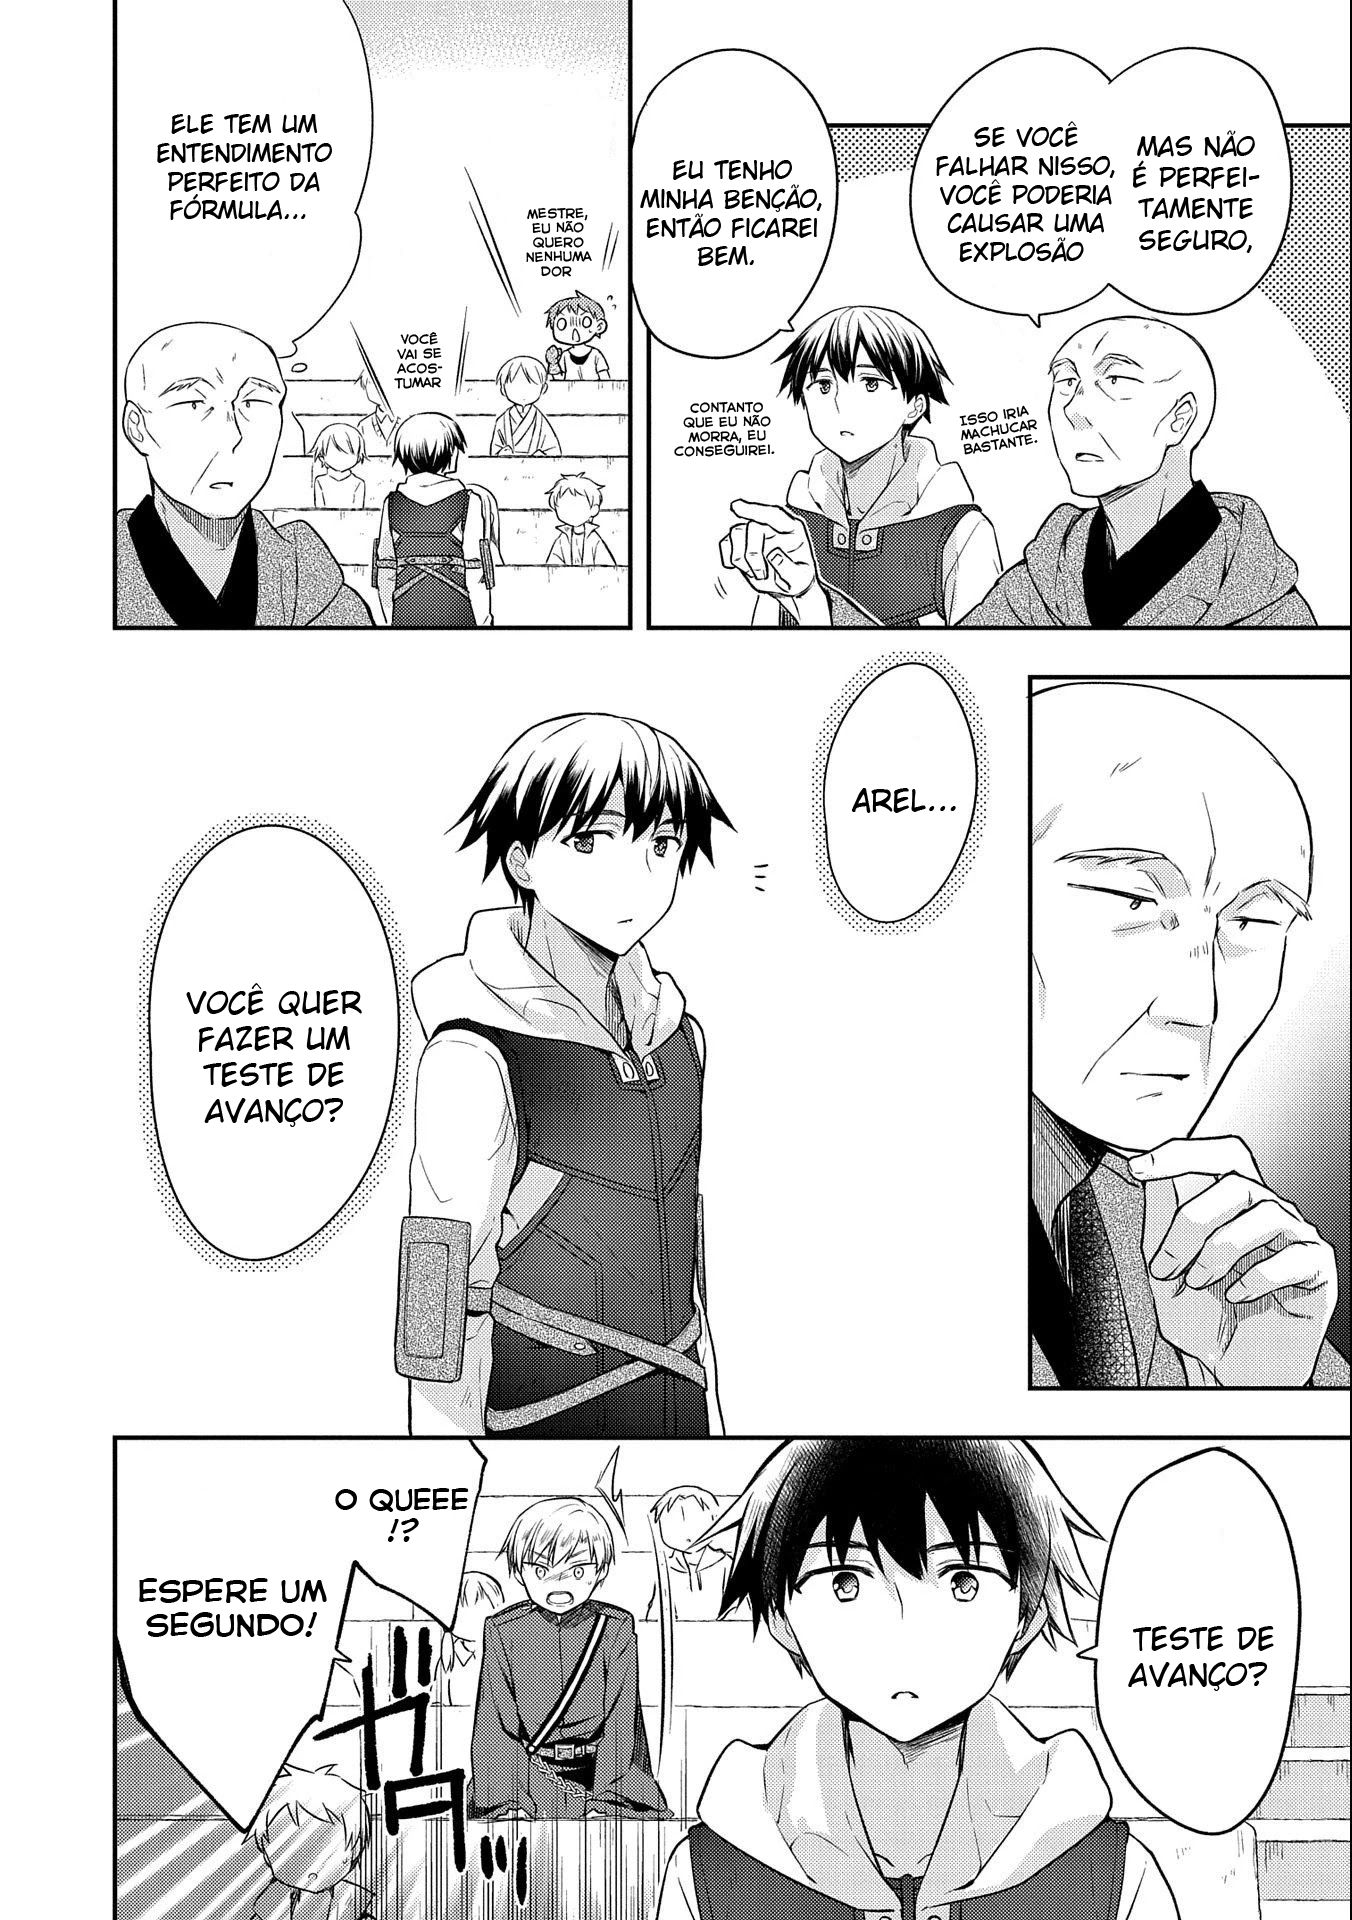 MAS NÃO
É PERFEI-
TAMENTE
SEGURO,
SE VOCÊ
FALHAR NISSO,
VOCÊ PODERIA
CAUSAR UMA
EXPLOSÃO
EU TENHO
MINHA BENÇÃO,
ENTÃO FICAREI
BEM.
ISSO IRIA
MACHUCAR
BASTANTE.
CONTANTO
QUE EU NÃO
MORRA, EU
CONSEGUIREI.
MESTRE,
EU NÃO
QUERO
NENHUMA
DOR
VOCÊ
VAI SE
ACOS-
TUMAR
ELE TEM UM
ENTENDIMENTO
PERFEITO DA
FÓRMULA...
AREL...
VOCÊ QUER
FAZER UM
TESTE DE
AVANÇO?
TESTE DE
AVANÇO?
O QUEEE
!?
ESPERE UM
SEGUNDO!
ガタッ